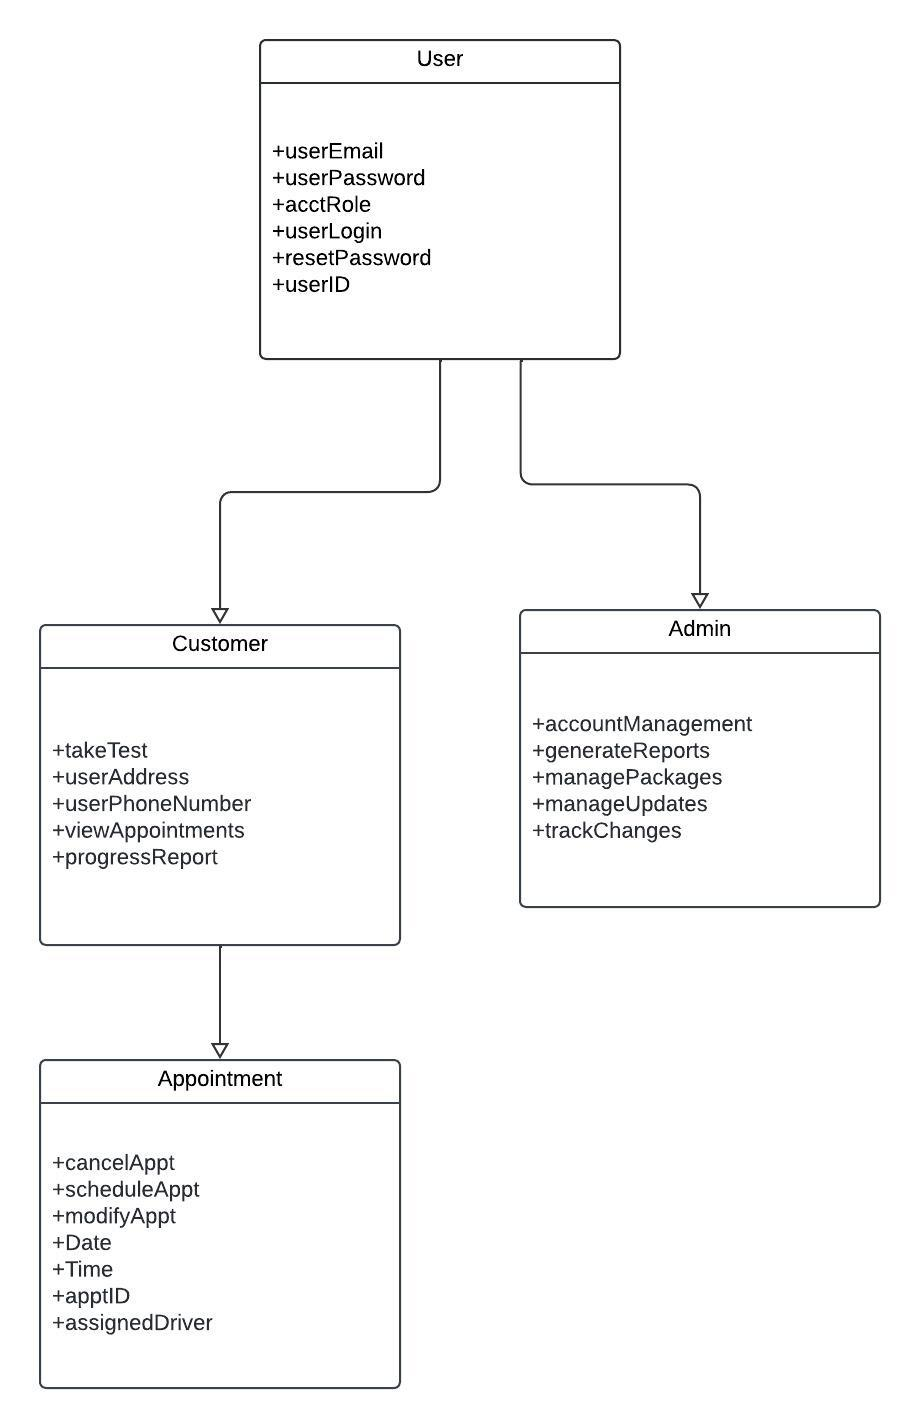 User
+userEmail
+userPassword
+acctRole
+userLogin
+resetPassword
+userID
Customer
+takeTest
+userAddress
+userPhoneNumber
+viewAppointments
+progressReport
Admin
+accountManagement
+generateReports
+managePackages
+manageUpdates
+trackChanges
Appointment
+cancelAppt
+scheduleAppt
+modifyAppt
+Date
+Time
+apptID
+assignedDriver